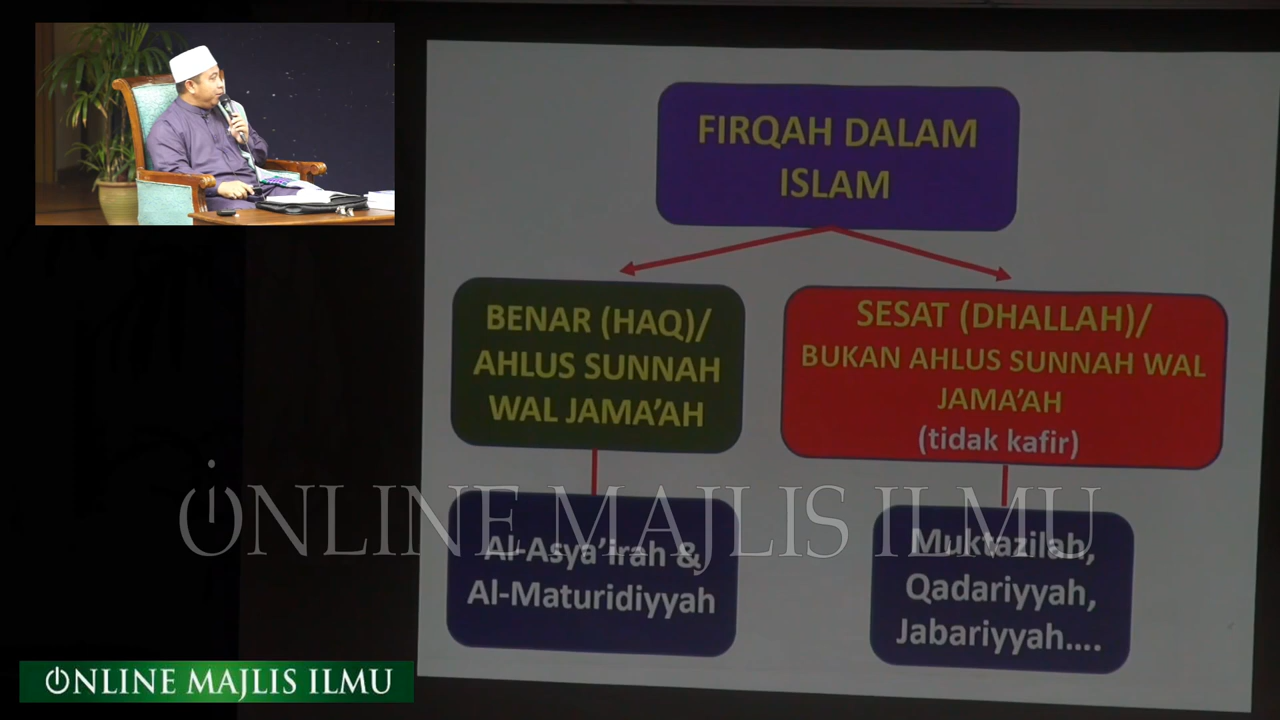 FIRQAH DALAM
ISLAM
BENAR (HAQ)/
AHLUS SUNNAH
WAL JAMA’AH
SESAT (DHALLAH)/
BUKAN AHLUS SUNNAH WAL
JAMA’AH
(tidak kafir)
ONLINE MAJLIS ILMU
Al-Asya’irah &
Al-Maturidiyyah
Muktazilah,
Qadariyyah,
Jabariyyah....
ONLINE MAJLIS ILMU